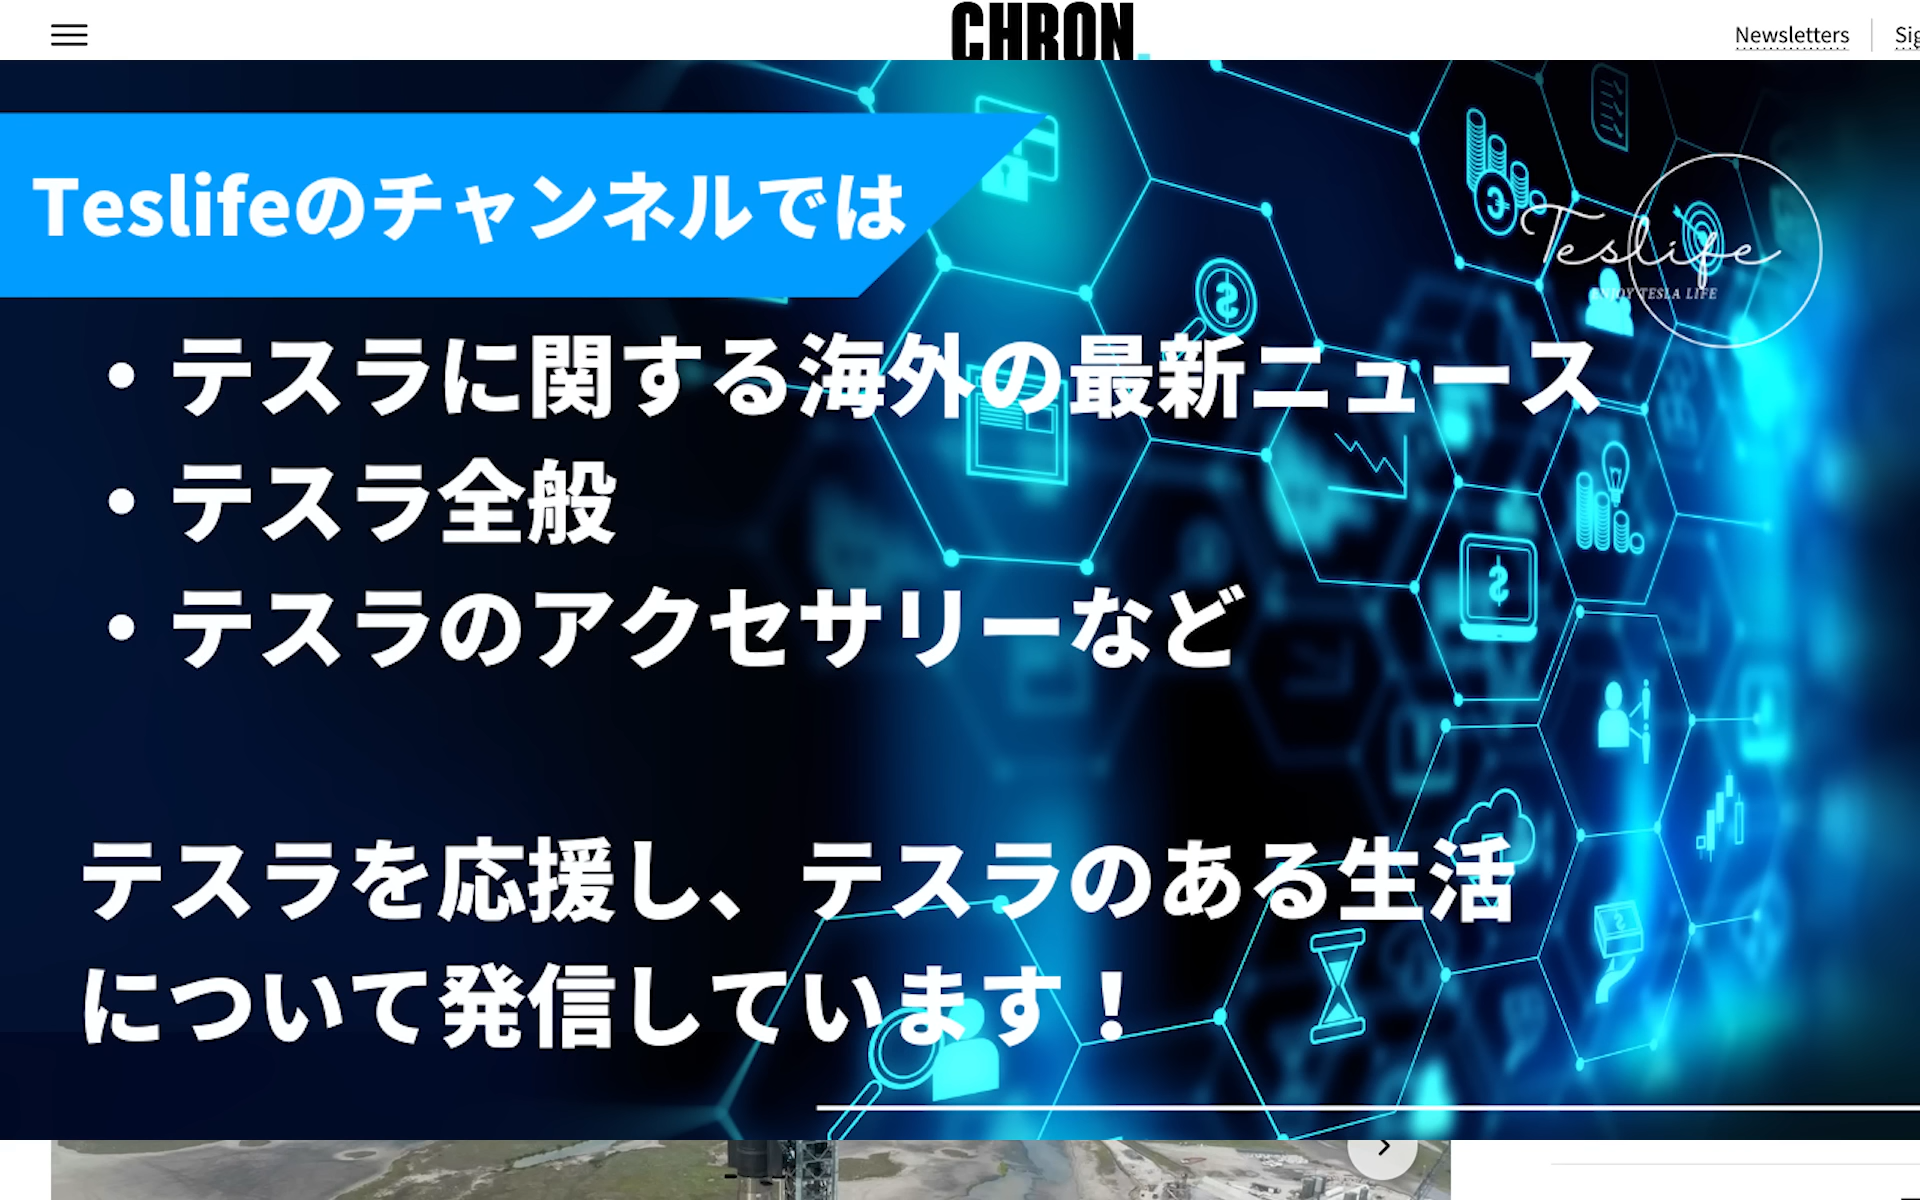 CHRON.
Newsletters
Teslifeのチャンネルでは
Teslife
ENJOY TESLA LIFE
・テスラに関する海外の最新ニュース
・テスラ全般
・テスラのアクセサリーなど
テスラを応援し、テスラのある生活
について発信しています！